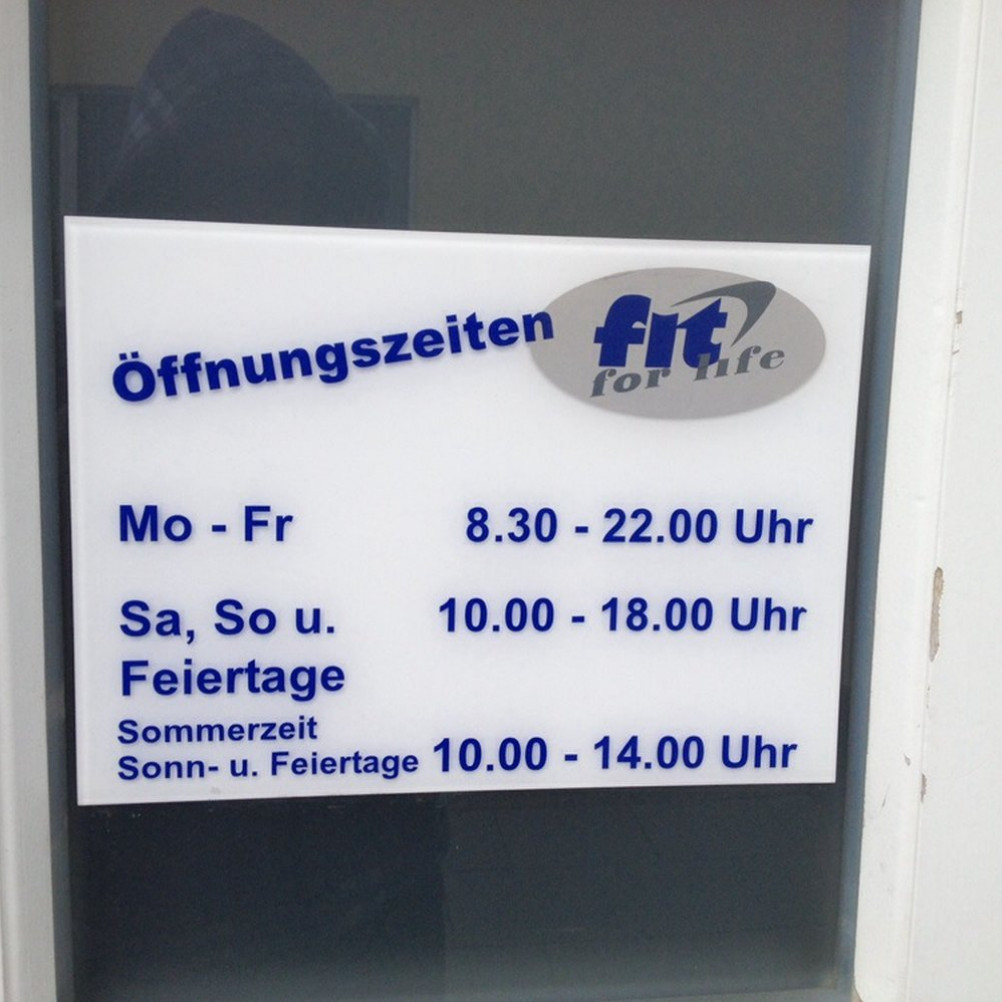 Öffnungszeiten
fit
for life
Mo - Fr 8.30 - 22.00 Uhr
Sa, So u. 10.00 - 18.00 Uhr
Feiertage
Sommerzeit
Sonn- u. Feiertage 10.00 - 14.00 Uhr